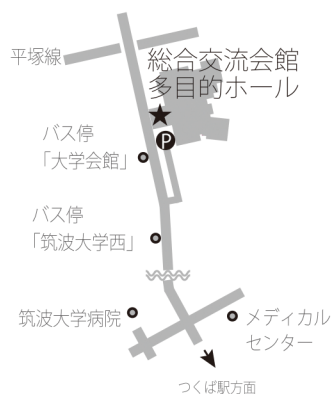 平塚線
総合交流会館
多目的ホール
P
バス停
「大学会館」
バス停
「筑波大学西」
筑波大学病院
メディカル
センター
つくば駅方面